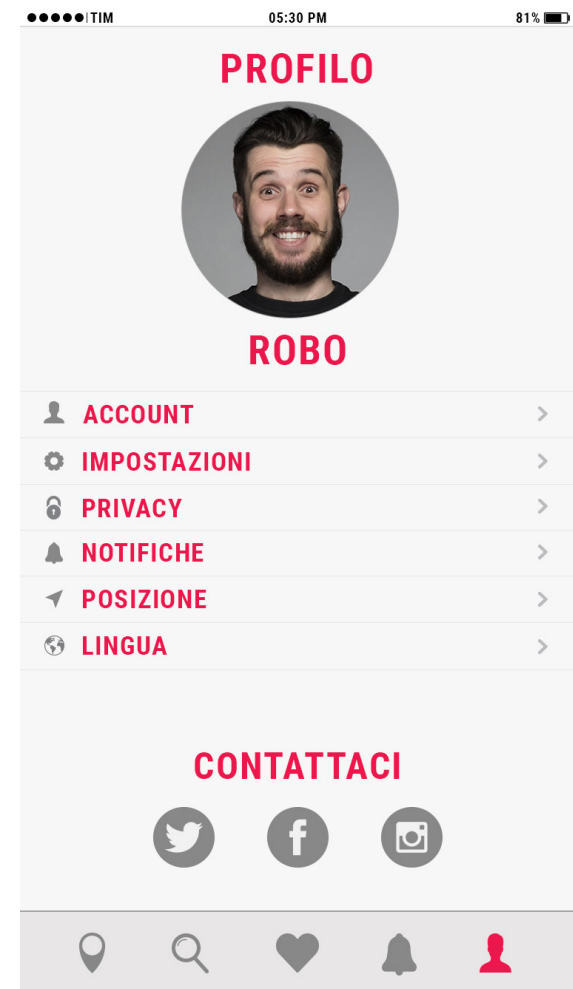 TIM 05:30 PM 81%
PROFILO
ROBO
ACCOUNT
IMPOSTAZIONI
PRIVACY
NOTIFICHE
POSIZIONE
LINGUA
CONTATTACI